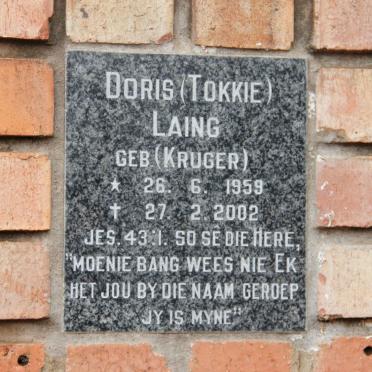 DORIS (TOKKIE)
LAING
GEB (KRUGER)
★ 26. 6. 1959
✝ 27. 2. 2002
JES. 43:1. SO SÊ DIE HERE,
"MOENIE BANG WEES NIE EK
HET JOU BY DIE NAAM GEROEP
JY IS MYNE"